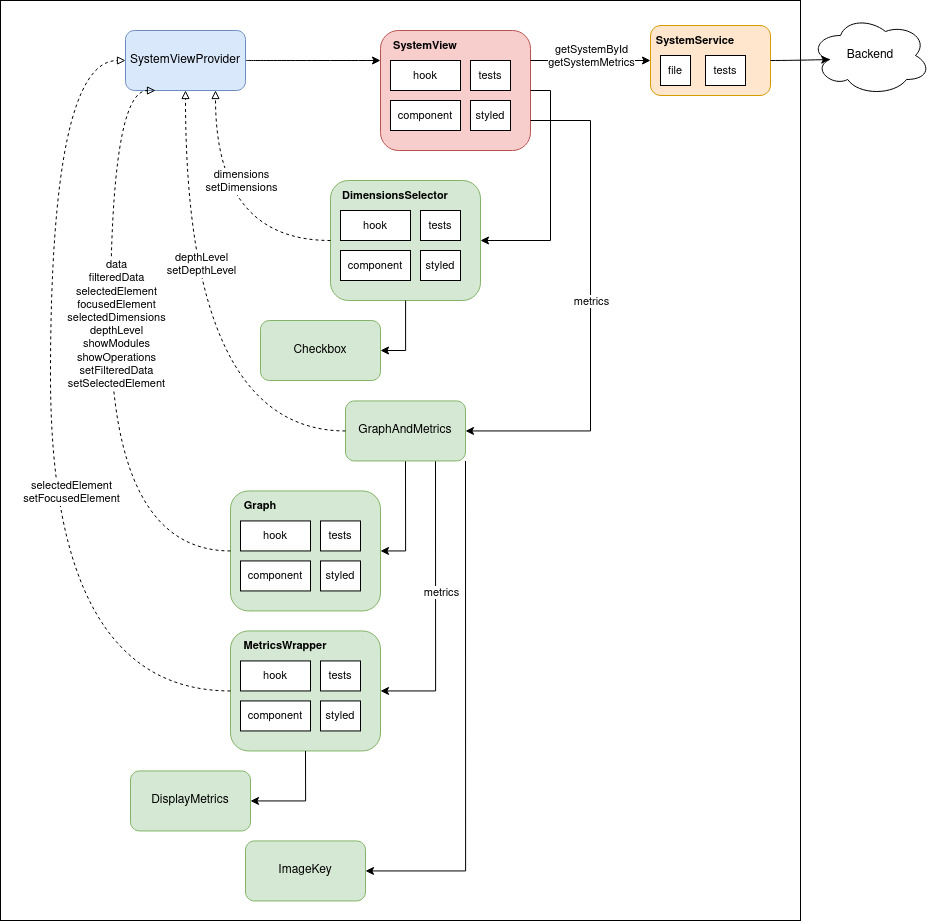 SystemViewProvider
SystemView
hook
tests
component
styled
getSystemById
getSystemMetrics
SystemService
file
tests
Backend
dimensions
setDimensions
DimensionsSelector
hook
tests
component
styled
depthLevel
setDepthLevel
data
filteredData
selectedElement
focusedElement
selectedDimensions
depthLevel
showModules
showOperations
setFilteredData
setSelectedElement
metrics
Checkbox
GraphAndMetrics
selectedElement
setFocusedElement
Graph
hook
tests
component
styled
metrics
MetricsWrapper
hook
tests
component
styled
DisplayMetrics
ImageKey